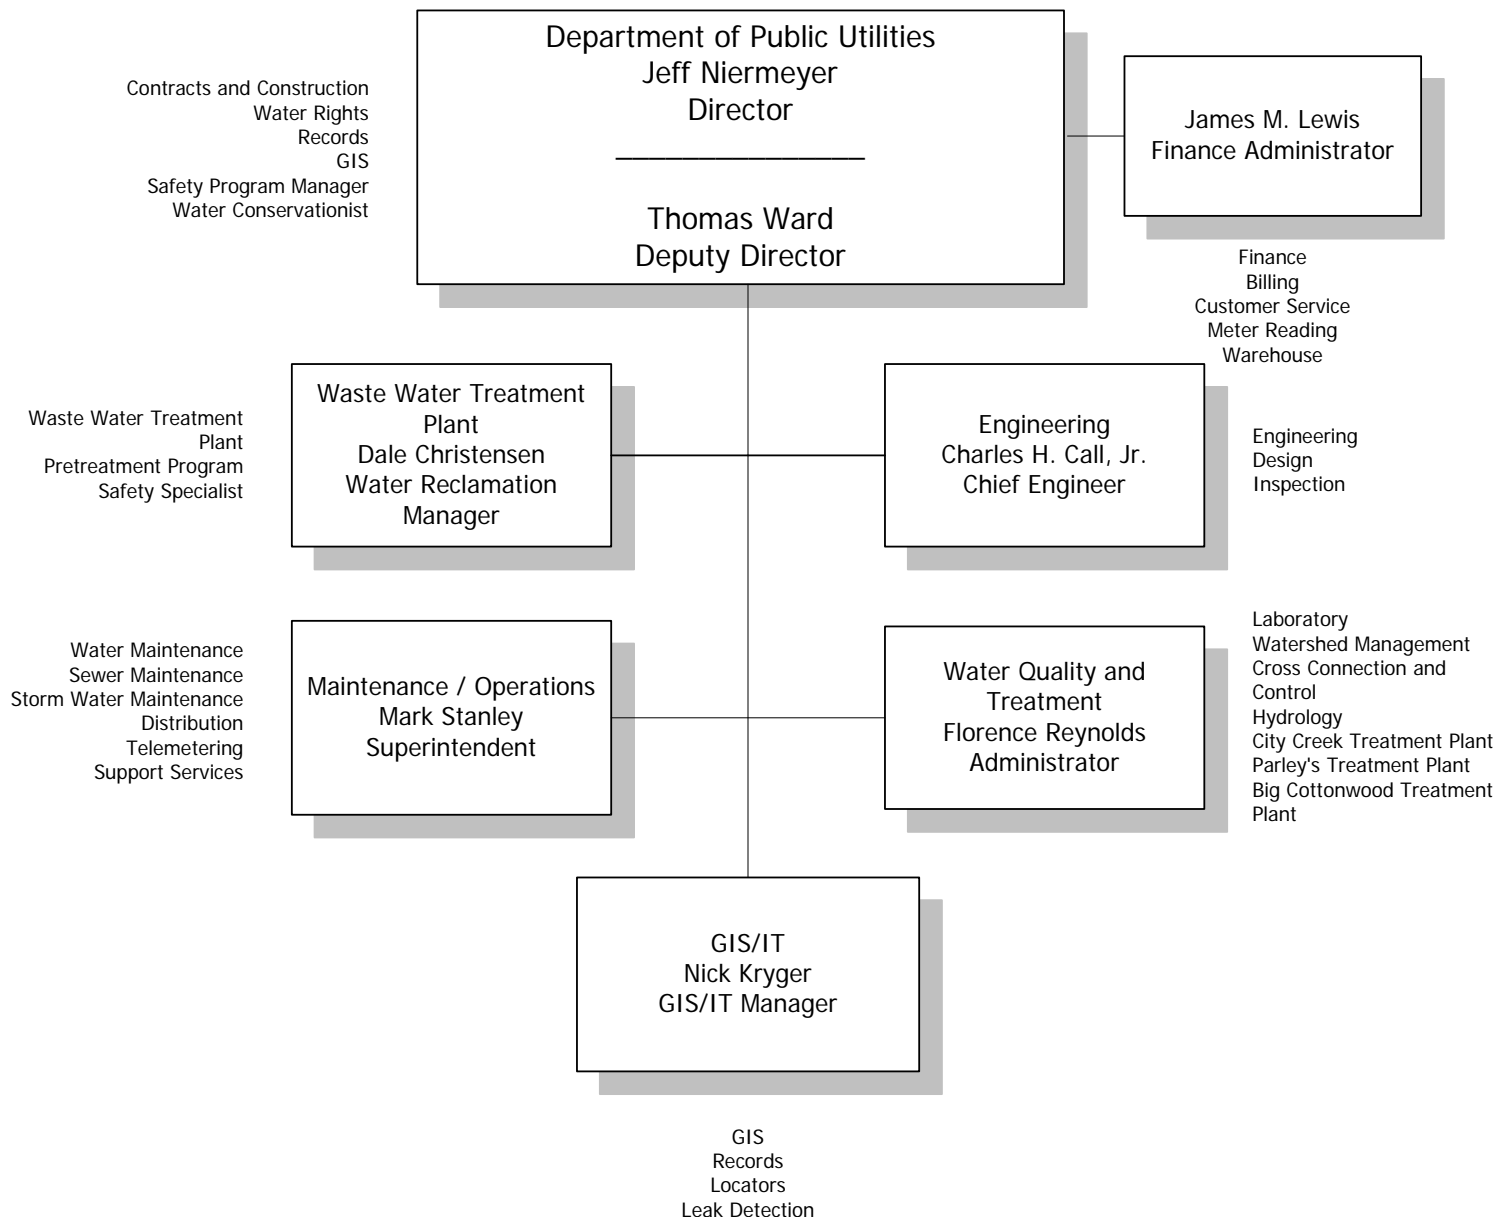 Department of Public Utilities
Jeff Niermeyer
Director
Thomas Ward
Deputy Director
Contracts and Construction
Water Rights
Records
GIS
Safety Program Manager
Water Conservationist
James M. Lewis
Finance Administrator
Finance
Billing
Customer Service
Meter Reading
Warehouse
Waste Water Treatment
Plant
Pretreatment Program
Safety Specialist
Waste Water Treatment
Plant
Dale Christensen
Water Reclamation
Manager
Engineering
Charles H. Call, Jr.
Chief Engineer
Engineering
Design
Inspection
Water Maintenance
Sewer Maintenance
Storm Water Maintenance
Distribution
Telemetering
Support Services
Maintenance / Operations
Mark Stanley
Superintendent
Water Quality and
Treatment
Florence Reynolds
Administrator
Laboratory
Watershed Management
Cross Connection and
Control
Hydrology
City Creek Treatment Plant
Parley's Treatment Plant
Big Cottonwood Treatment
Plant
GIS/IT
Nick Kryger
GIS/IT Manager
GIS
Records
Locators
Leak Detection